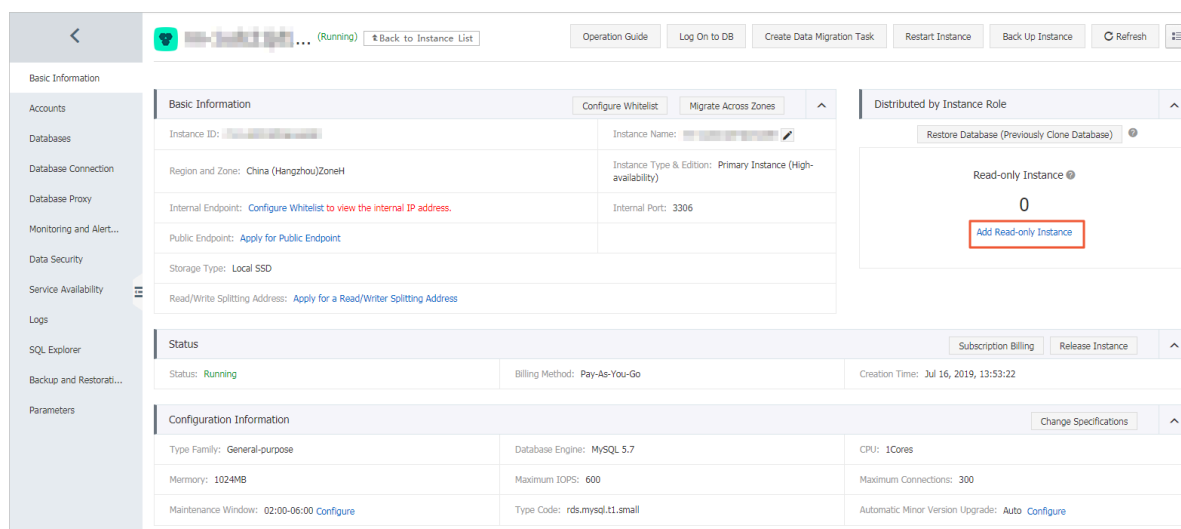 ... (Running) Back to Instance List
Operation Guide Log On to DB Create Data Migration Task Restart Instance Back Up Instance Refresh
Basic Information
Accounts
Databases
Database Connection
Database Proxy
Monitoring and Alert...
Data Security
Service Availability
Logs
SQL Explorer
Backup and Restorati...
Parameters
Basic Information Configure Whitelist Migrate Across Zones
Instance ID:
Instance Name:
Region and Zone: China (Hangzhou)ZoneH
Instance Type & Edition: Primary Instance (High-
availability)
Internal Endpoint: Configure Whitelist to view the internal IP address.
Internal Port: 3306
Public Endpoint: Apply for Public Endpoint
Storage Type: Local SSD
Read/Write Splitting Address: Apply for a Read/Writer Splitting Address
Distributed by Instance Role
Restore Database (Previously Clone Database)
Read-only Instance
0
Add Read-only Instance
Status Subscription Billing Release Instance
Status: Running Billing Method: Pay-As-You-Go Creation Time: Jul 16, 2019, 13:53:22
Configuration Information Change Specifications
Type Family: General-purpose Database Engine: MySQL 5.7 CPU: 1Cores
Mermory: 1024MB Maximum IOPS: 600 Maximum Connections: 300
Maintenance Window: 02:00-06:00 Configure Type Code: rds.mysql.t1.small Automatic Minor Version Upgrade: Auto Configure